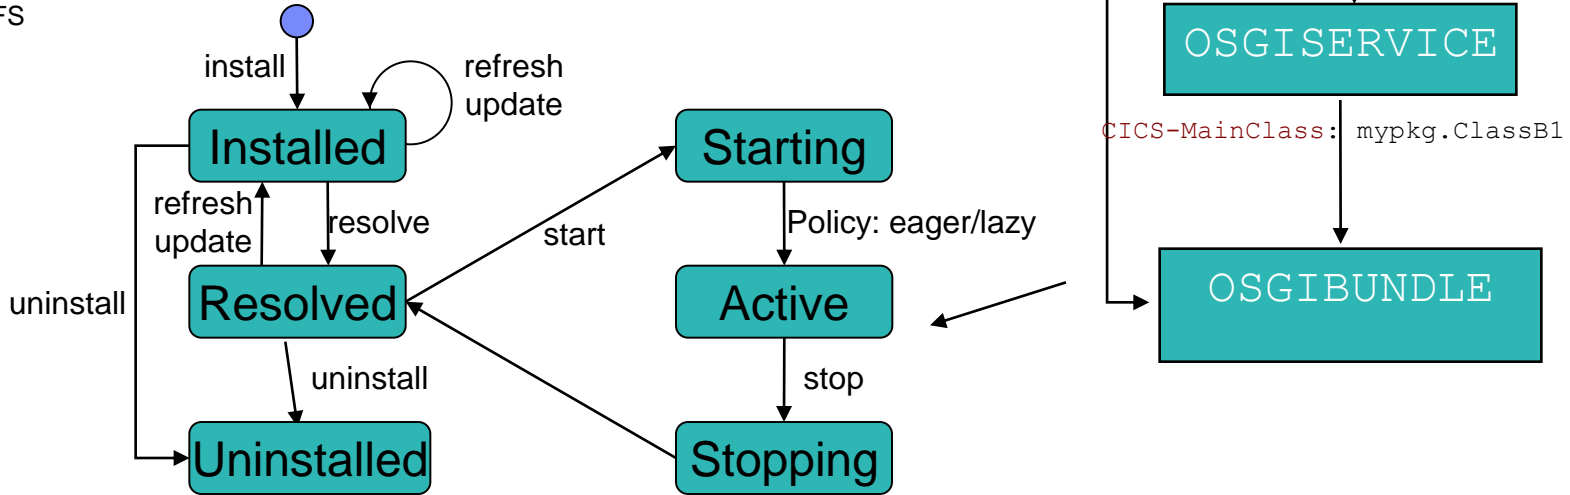 FS
install
refresh
update
Installed
refresh
update
resolve
uninstall
Resolved
uninstall
Uninstalled
start
Starting
Policy: eager/lazy
Active
stop
Stopping
OSGISERVICE
CICS-MainClass: mypkg.ClassB1
OSGIBUNDLE